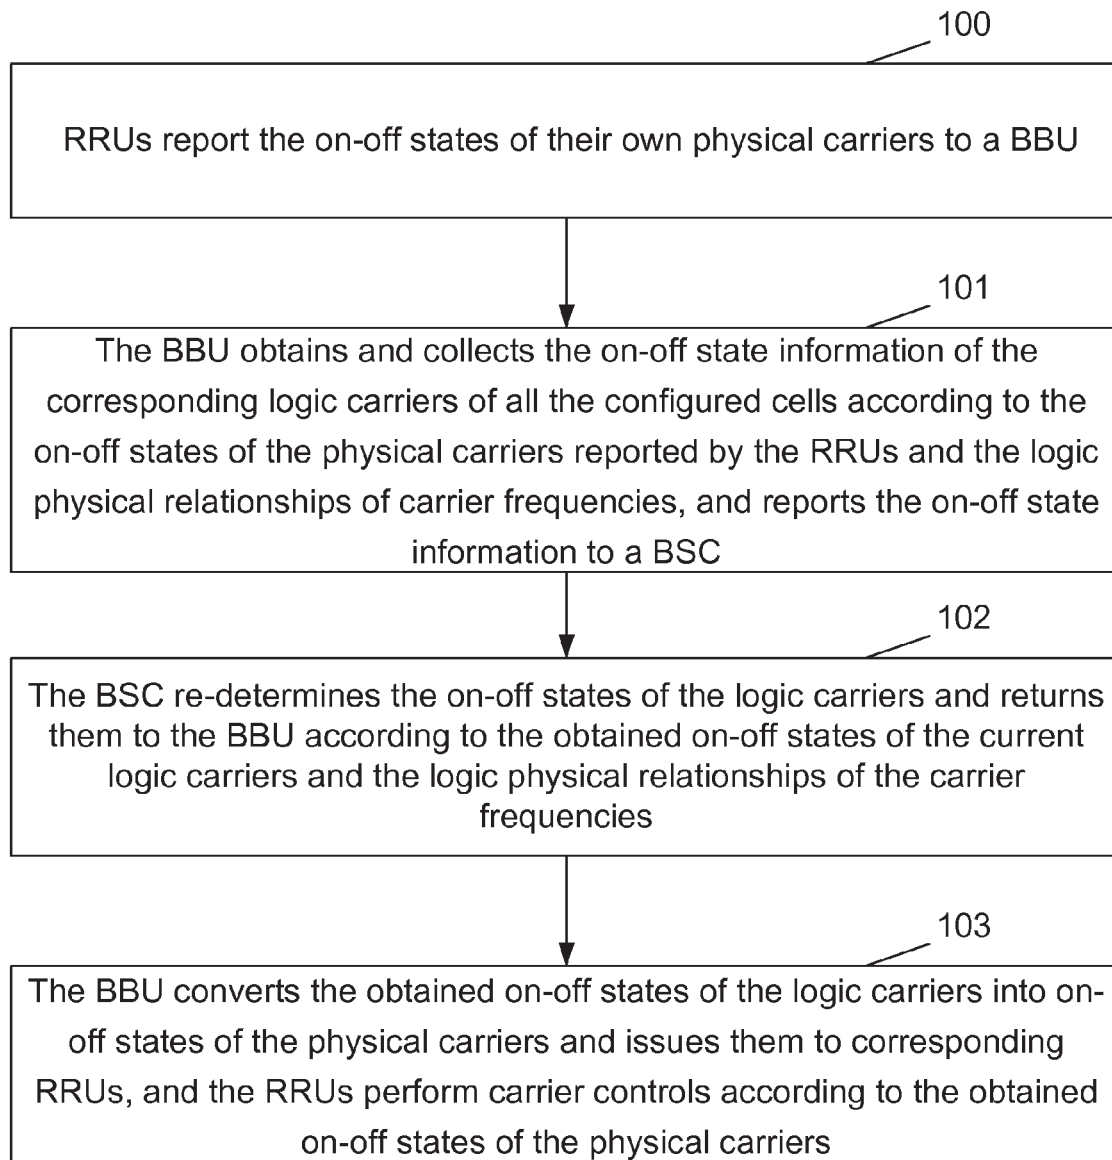 100
RRUs report the on-off states of their own physical carriers to a BBU
101
The BBU obtains and collects the on-off state information of the
corresponding logic carriers of all the configured cells according to the
on-off states of the physical carriers reported by the RRUs and the logic
physical relationships of carrier frequencies, and reports the on-off state
information to a BSC
102
The BSC re-determines the on-off states of the logic carriers and returns
them to the BBU according to the obtained on-off states of the current
logic carriers and the logic physical relationships of the carrier
frequencies
103
The BBU converts the obtained on-off states of the logic carriers into on-
off states of the physical carriers and issues them to corresponding
RRUs, and the RRUs perform carrier controls according to the obtained
on-off states of the physical carriers